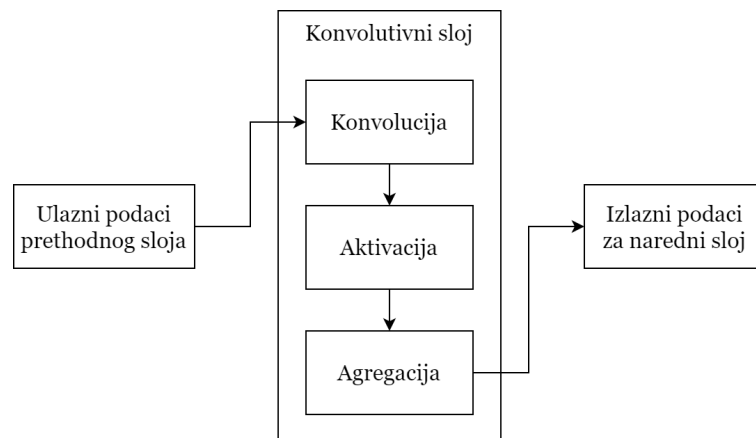 Konvolutivni sloj
Konvolucija
Ulazni podaci
prethodnog sloja
Aktivacija
Izlazni podaci
za naredni sloj
Agregacija